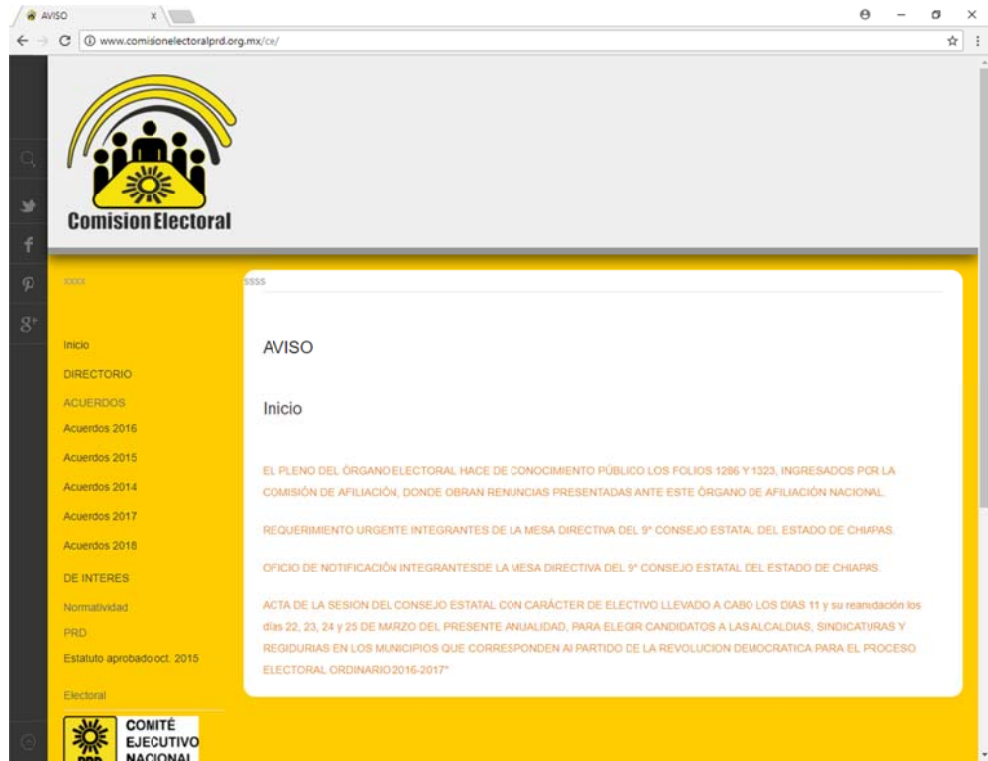 AVISO
www.comisionelectoralprd.org.mx/ce/
Comision Electoral
xxxx
Inicio
DIRECTORIO
ACUERDOS
Acuerdos 2016
Acuerdos 2015
Acuerdos 2014
Acuerdos 2017
Acuerdos 2018
DE INTERES
Normatividad
PRD
Estatuto aprobado oct. 2015
Electoral
COMITÉ
EJECUTIVO
NACIONAL
PRD
ssss
AVISO
Inicio
EL PLENO DEL ÓRGANO ELECTORAL HACE DE CONOCIMIENTO PÚBLICO LOS FOLIOS 1286 Y 1323, INGRESADOS POR LA
COMISIÓN DE AFILIACIÓN, DONDE OBRAN RENUNCIAS PRESENTADAS ANTE ESTE ÓRGANO DE AFILIACIÓN NACIONAL.
REQUERIMIENTO URGENTE INTEGRANTES DE LA MESA DIRECTIVA DEL 9° CONSEJO ESTATAL DEL ESTADO DE CHIAPAS.
OFICIO DE NOTIFICACIÓN INTEGRANTESDE LA MESA DIRECTIVA DEL 9° CONSEJO ESTATAL DEL ESTADO DE CHIAPAS.
ACTA DE LA SESION DEL CONSEJO ESTATAL CON CARÁCTER DE ELECTIVO LLEVADO A CABO LOS DIAS 11 y su reanudación los
días 22, 23, 24 y 25 DE MARZO DEL PRESENTE ANUALIDAD, PARA ELEGIR CANDIDATOS A LAS ALCALDIAS, SINDICATURAS Y
REGIDURIAS EN LOS MUNICIPIOS QUE CORRESPONDEN Al PARTIDO DE LA REVOLUCION DEMOCRATICA PARA EL PROCESO
ELECTORAL ORDINARIO 2016-2017"